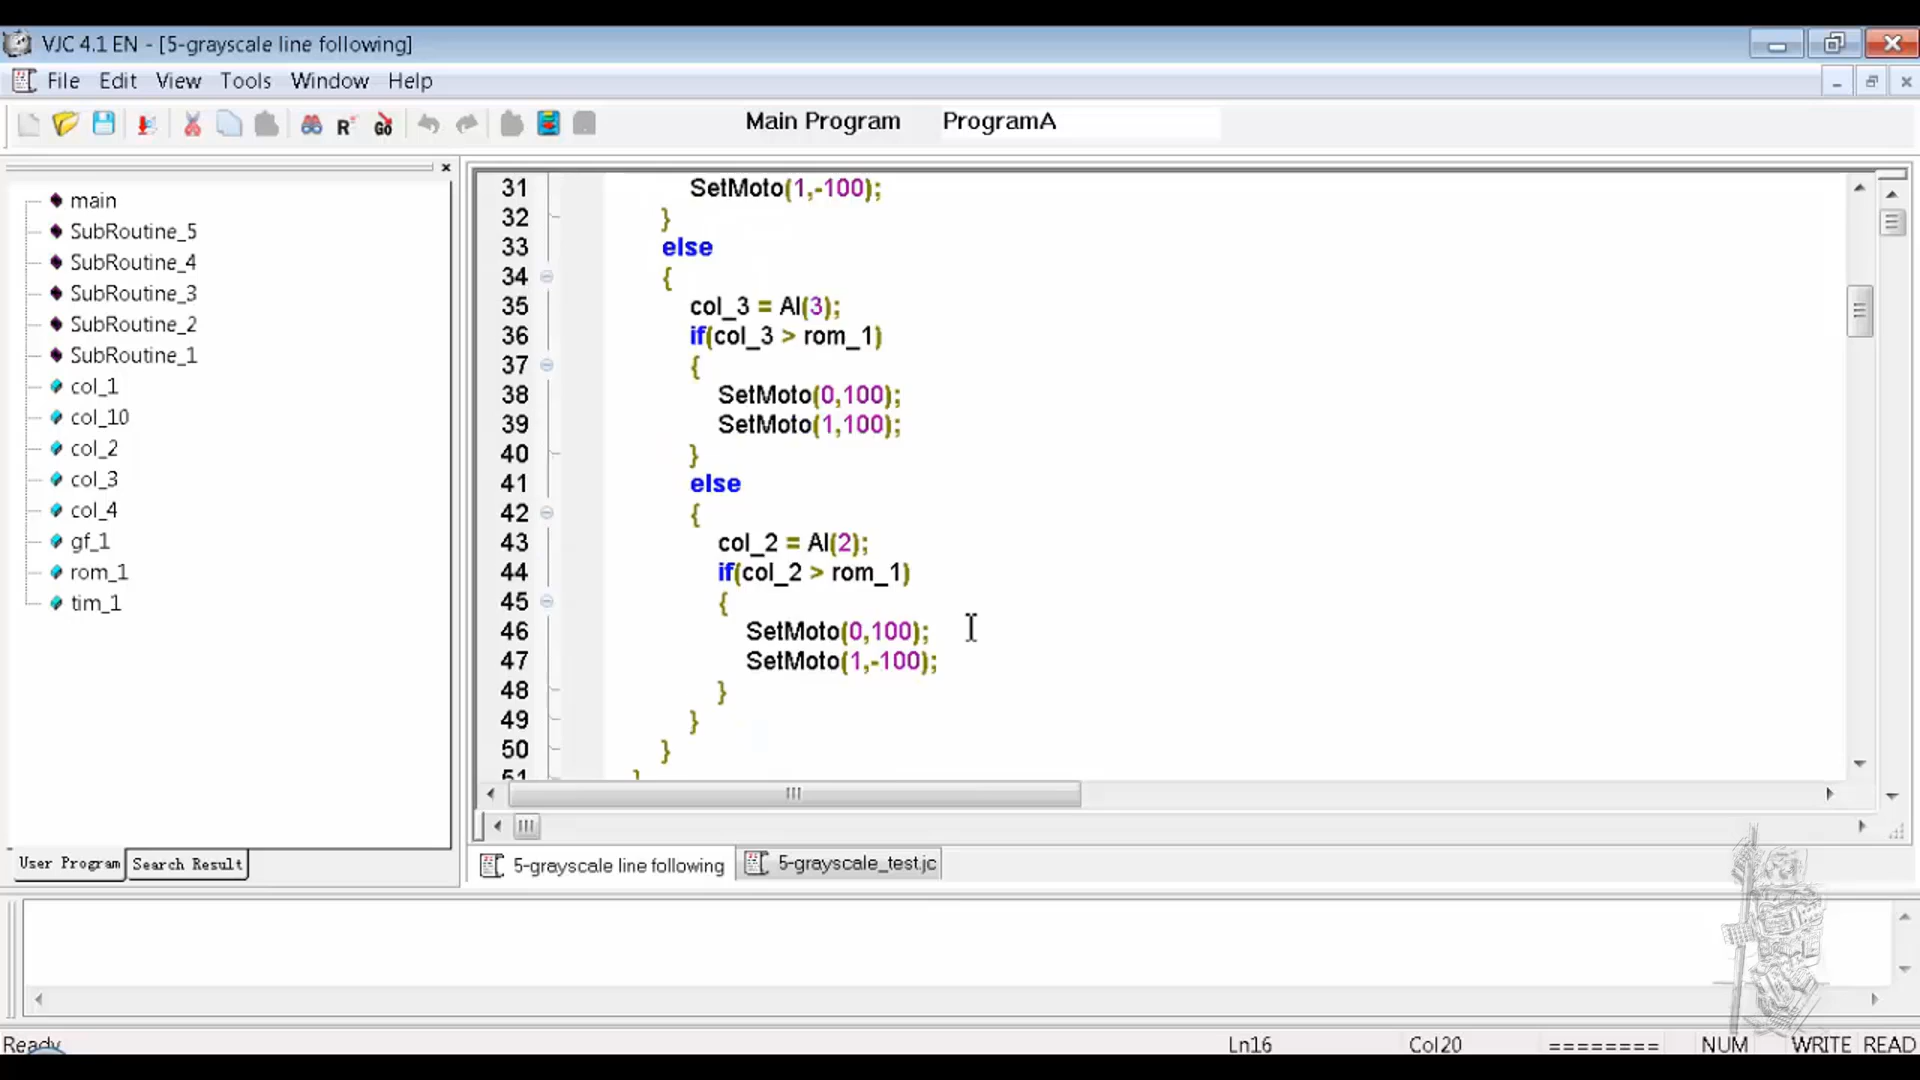 VJC 4.1 EN - [5-grayscale line following]
File Edit View Tools Window Help
R GO Main Program ProgramA
main
SubRoutine_5
SubRoutine_4
SubRoutine_3
SubRoutine_2
SubRoutine_1
col_1
col_10
col_2
col_3
col_4
gf_1
rom_1
tim_1
User Program Search Result
31 SetMoto(1,-100);
32 }
33 else
34 {
35 col_3 = AI(3);
36 if(col_3 > rom_1)
37 {
38 SetMoto(0,100);
39 SetMoto(1,100);
40 }
41 else
42 {
43 col_2 = AI(2);
44 if(col_2 > rom_1)
45 {
46 SetMoto(0,100);
47 SetMoto(1,-100);
48 }
49 }
50 }
51 }
5-grayscale line following 5-grayscale_test.jc
Ready Ln16 Col20 ======== NUM WRITE READ